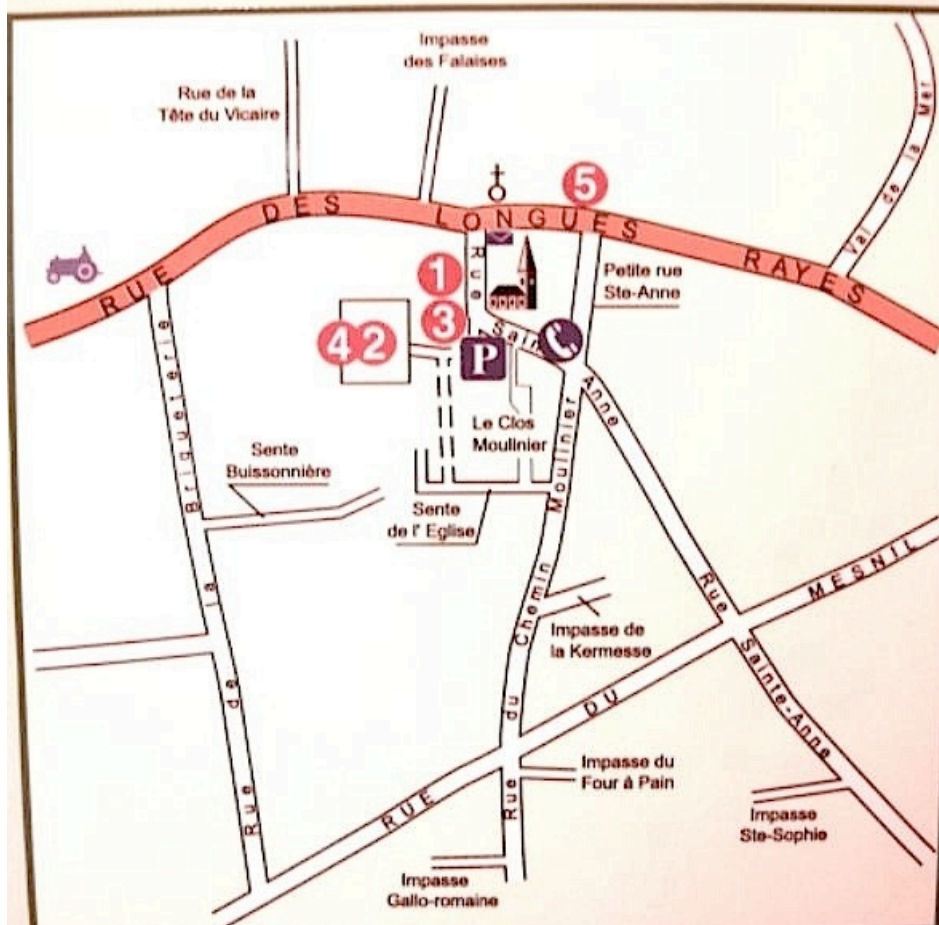 Impasse
des Falaises
Rue de la
Tête du Vicaire
Val de la Mer
5
RUE DES LONGUES RAYES
1
3
4 2
P
Rue Sain Anne
Petite rue
Ste-Anne
Le Clos
Moulinier
Sente
Buissonnière
Sente
de l' Eglise
Rue de la Briqueterie
Rue du Chemin Moulinier
Impasse de
la Kermesse
RUE DU MESNIL
Rue Sainte-Anne
Impasse du
Four à Pain
Impasse
Ste-Sophie
Impasse
Gallo-romaine